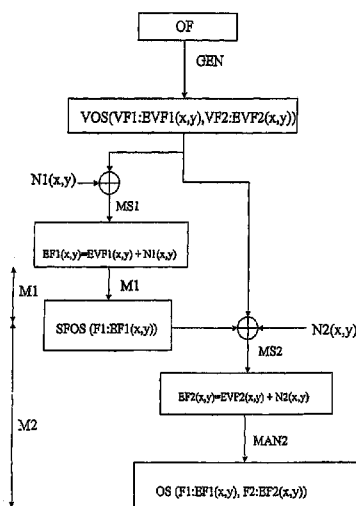 OF
GEN
VOS(VF1:EVF1(x,y),VF2:EVF2(x,y))
N1(x,y)
MS1
EF1(x,y)=EVF1(x,y) + N1(x,y)
M1
M1
SFOS (F1:EF1(x,y))
N2(x,y)
MS2
M2
EF2(x,y)=EVF2(x,y) + N2(x,y)
MAN2
OS (F1:EF1(x,y), F2:EF2(x,y))